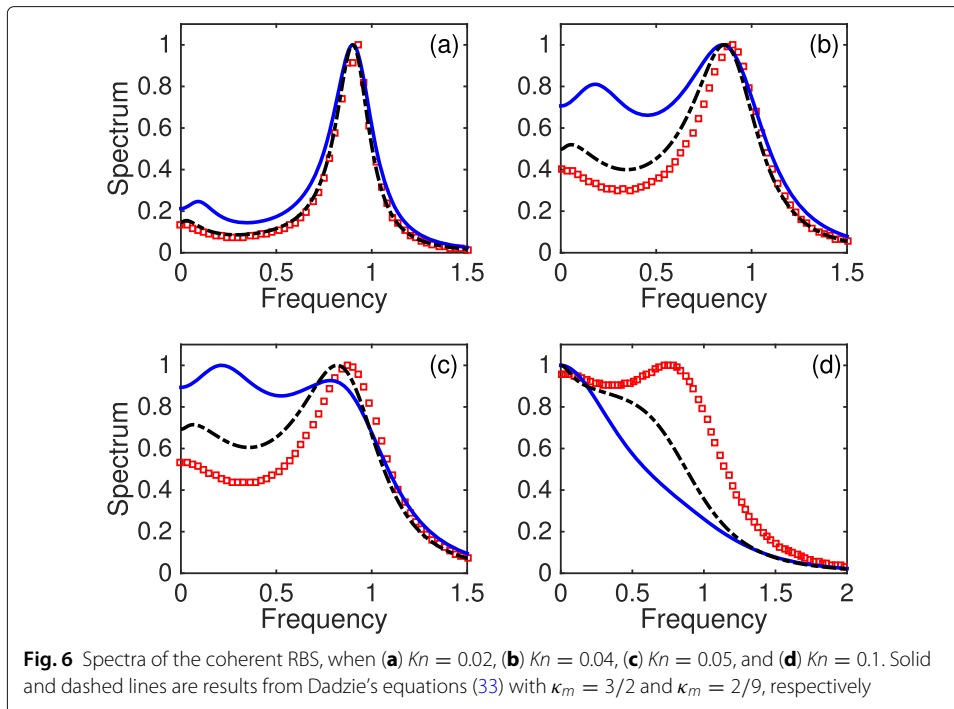 (a)
1
0.8
0.6
0.4
0.2
0
Spectrum
0 0.5 1 1.5
Frequency
(b)
1
0.8
0.6
0.4
0.2
0
0 0.5 1 1.5
Frequency
(c)
1
0.8
0.6
0.4
0.2
0
Spectrum
0 0.5 1 1.5
Frequency
(d)
1
0.8
0.6
0.4
0.2
0
0 0.5 1 1.5 2
Frequency
Fig. 6 Spectra of the coherent RBS, when (a) Kn = 0.02, (b) Kn = 0.04, (c) Kn = 0.05, and (d) Kn = 0.1. Solid
and dashed lines are results from Dadzie's equations (33) with κm = 3/2 and κm = 2/9, respectively